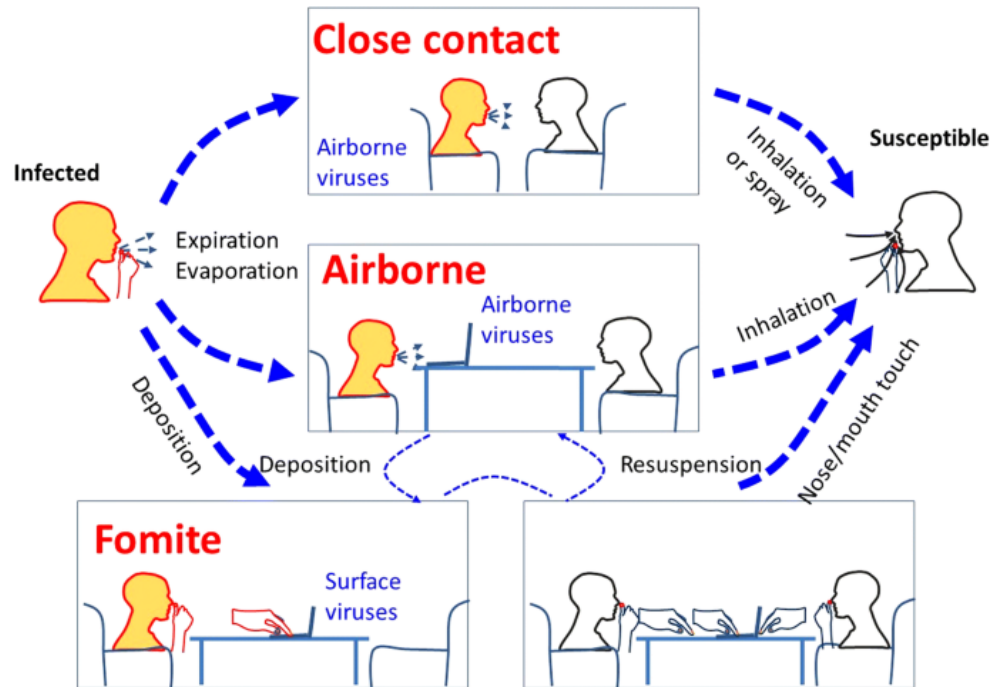 Close contact
Airborne
viruses
Infected
Susceptible
Inhalation
or spray
Expiration
Evaporation
Airborne
Airborne
viruses
Inhalation
Deposition
Deposition
Resuspension
Nose/mouth touch
Fomite
Surface
viruses